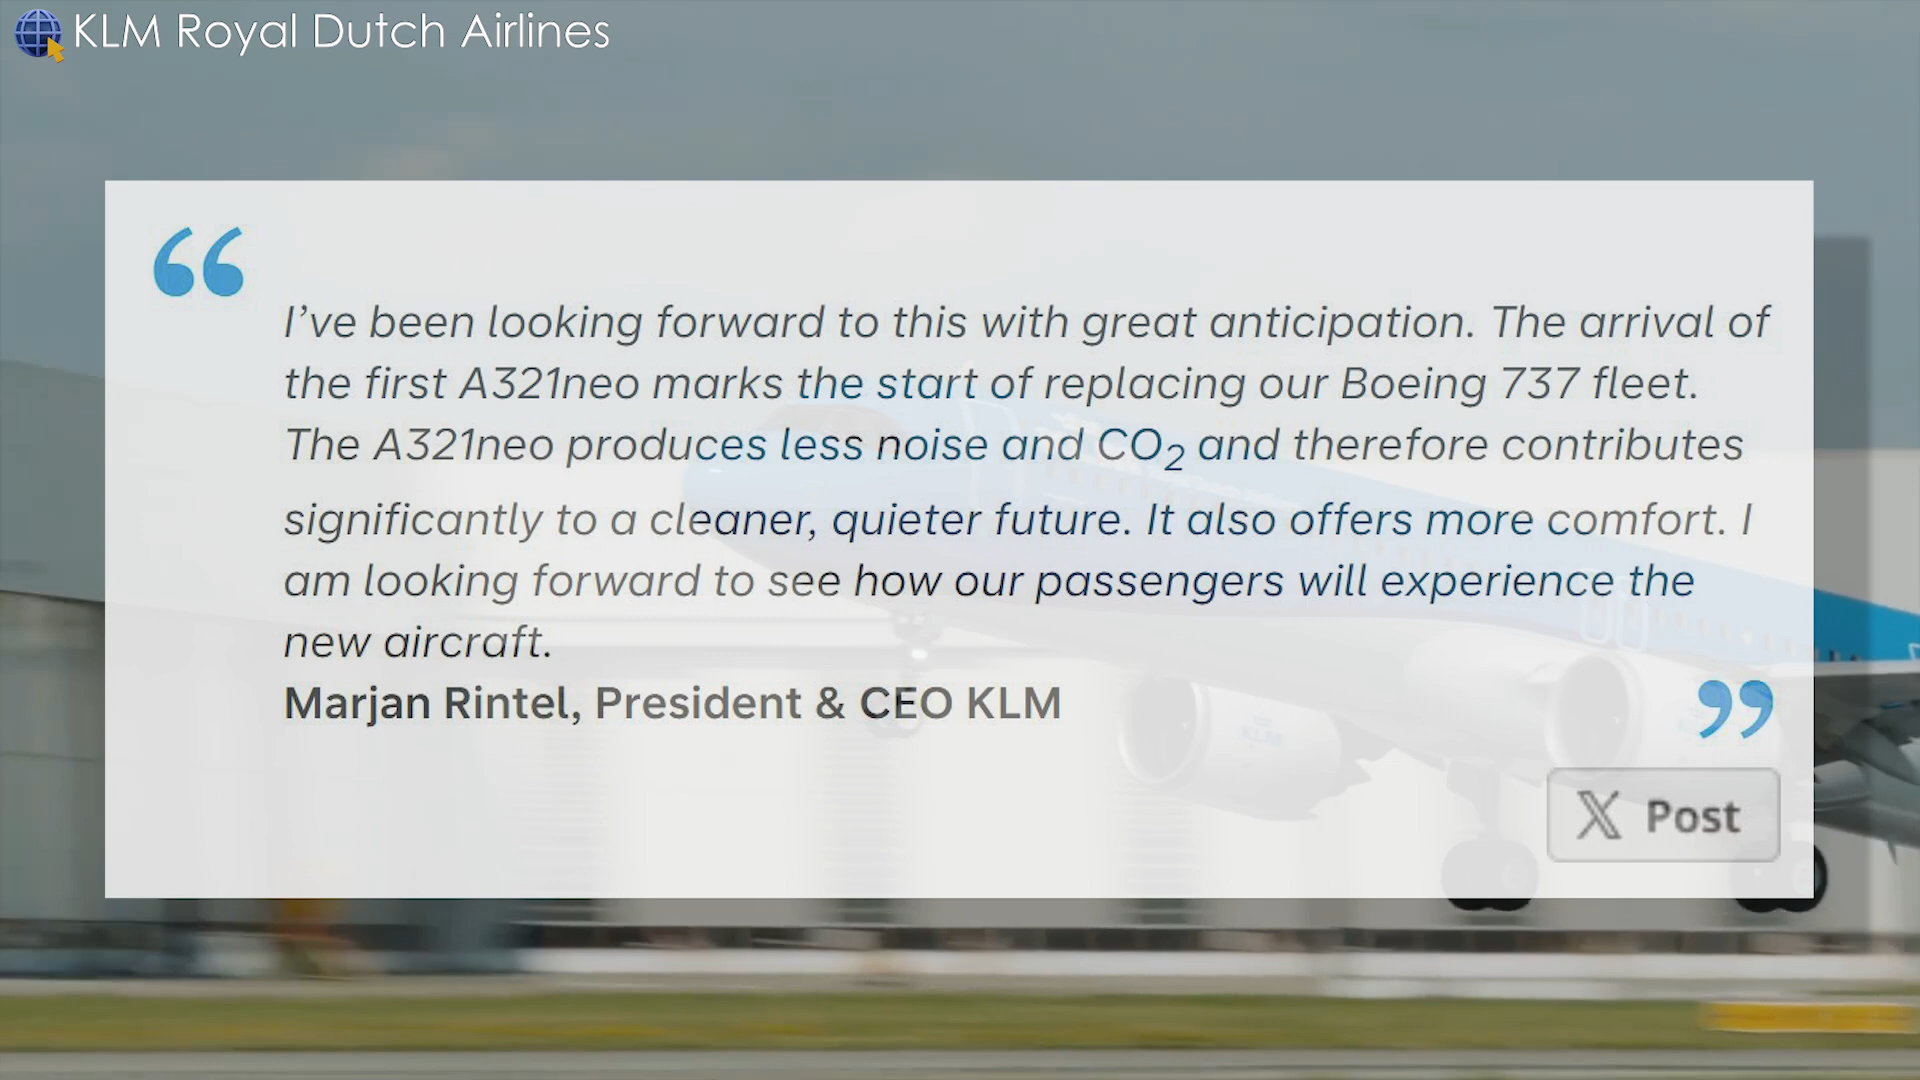 KLM Royal Dutch Airlines
“
I’ve been looking forward to this with great anticipation. The arrival of
the first A321neo marks the start of replacing our Boeing 737 fleet.
The A321neo produces less noise and CO₂ and therefore contributes
significantly to a cleaner, quieter future. It also offers more comfort. I
am looking forward to see how our passengers will experience the
new aircraft.
Marjan Rintel, President & CEO KLM
”
X Post